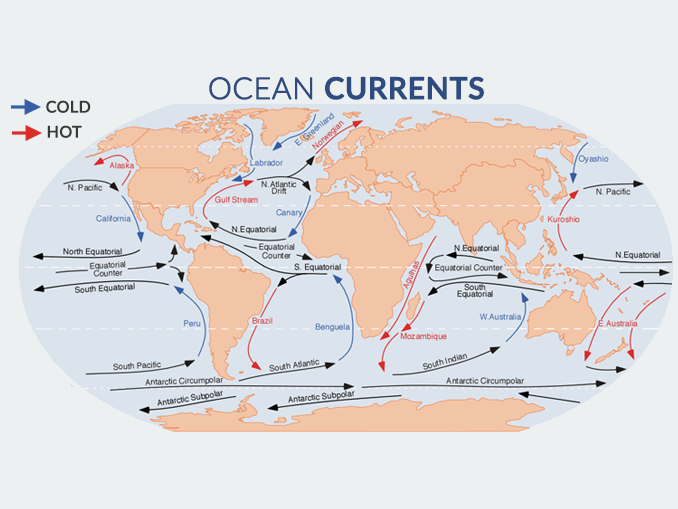 OCEAN CURRENTS
COLD
HOT
E. Greenland
Norwegian
Labrador
Oyashio
Alaska
N. Pacific
N. Atlantic
Drift
N. Pacific
Gulf Stream
California
Canary
Kuroshio
N.Equatorial
North Equatorial
Equatorial
Counter
N.Equatorial
N.Equatorial
Equatorial
Counter
S. Equatorial
Equatorial Counter
Agulhas
South Equatorial
South
Equatorial
Peru
Brazil
Benguela
W.Australia
E.Australia
Mozambique
South Pacific
South Atlantic
South Indian
Antarctic Circumpolar
Antarctic Circumpolar
Antarctic Subpolar
Antarctic Subpolar